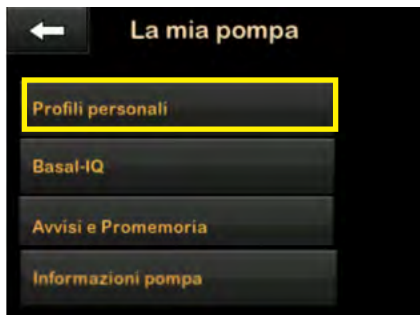 La mia pompa
Profili personali
Basal-IQ
Avvisi e Promemoria
Informazioni pompa